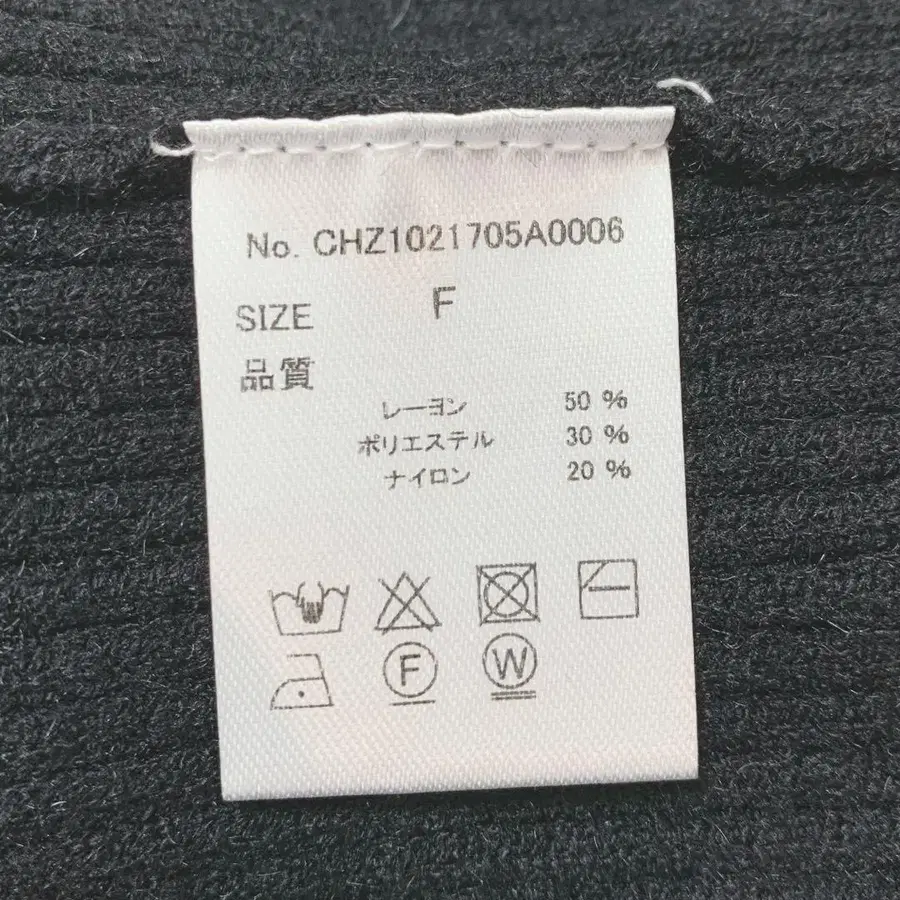 No. CHZ1021705A0006
SIZE F
品質
レーヨン 50 %
ポリエステル 30 %
ナイロン 20 %
F W